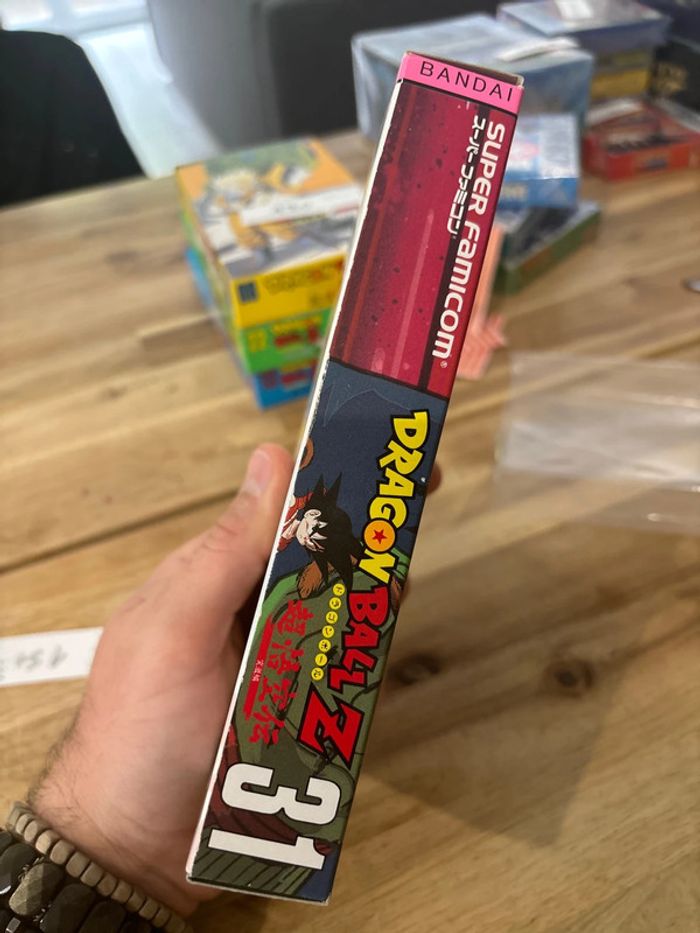 BANDAI
SUPER FAMICOM®
スーパーファミコン
DRAGON BALL Z
ドラゴンボール
超悟空伝
31